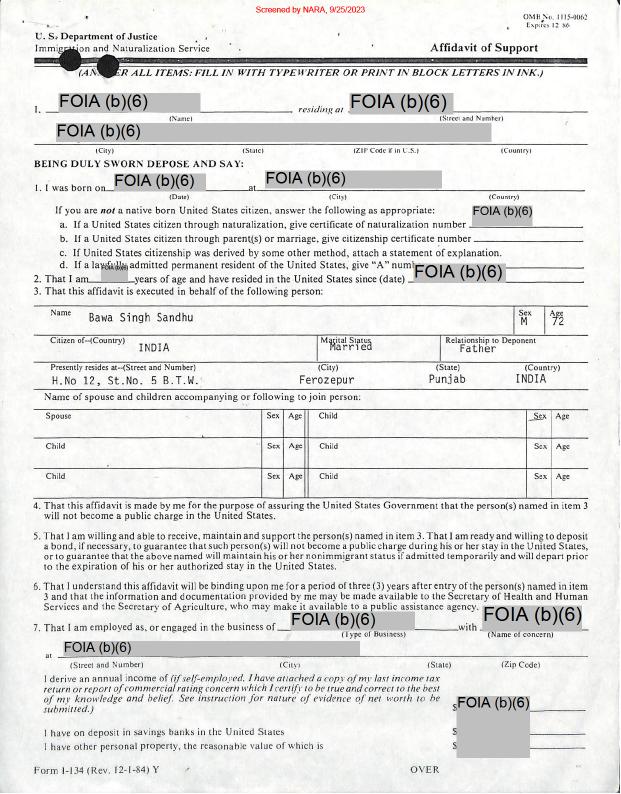 Screened by NARA, 9/25/2023
OMB No. 1115-0062
Expires 12 86
U. S. Department of Justice
Immigration and Naturalization Service
Affidavit of Support
(ANSWER ALL ITEMS: FILL IN WITH TYPEWRITER OR PRINT IN BLOCK LETTERS IN INK.)
I. FOIA (b)(6) residing at FOIA (b)(6)
(Name) (Street and Number)
FOIA (b)(6)
(City) (State) (ZIP Code if in U.S.) (Country)
BEING DULY SWORN DEPOSE AND SAY:
1. I was born on FOIA (b)(6) at FOIA (b)(6)
(Date) (City) (Country)
If you are not a native born United States citizen, answer the following as appropriate: FOIA (b)(6)
a. If a United States citizen through naturalization, give certificate of naturalization number
b. If a United States citizen through parent(s) or marriage, give citizenship certificate number
c. If United States citizenship was derived by some other method, attach a statement of explanation.
d. If a lawfully admitted permanent resident of the United States, give "A" num FOIA (b)(6)
2. That I am years of age and have resided in the United States since (date)
3. That this affidavit is executed in behalf of the following person:
Name Bawa Singh Sandhu Sex M Age 72
Citizen of--(Country) INDIA Marital Status Married Relationship to Deponent Father
Presently resides at--(Street and Number) (City) (State) (Country)
H.No 12, St.No. 5 B.T.W. Ferozepur Punjab INDIA
Name of spouse and children accompanying or following to join person:
Spouse Sex Age Child Sex Age
Child Sex Age Child Sex Age
Child Sex Age Child Sex Age
4. That this affidavit is made by me for the purpose of assuring the United States Government that the person(s) named in item 3
will not become a public charge in the United States.
5. That I am willing and able to receive, maintain and support the person(s) named in item 3. That I am ready and willing to deposit
a bond, if necessary, to guarantee that such person(s) will not become a public charge during his or her stay in the United States,
or to guarantee that the above named will maintain his or her nonimmigrant status if admitted temporarily and will depart prior
to the expiration of his or her authorized stay in the United States.
6. That I understand this affidavit will be binding upon me for a period of three (3) years after entry of the person(s) named in item
3 and that the information and documentation provided by me may be made available to the Secretary of Health and Human
Services and the Secretary of Agriculture, who may make it available to a public assistance agency.
7. That I am employed as, or engaged in the business of FOIA (b)(6) with FOIA (b)(6)
(Type of Business) (Name of concern)
at FOIA (b)(6)
(Street and Number) (City) (State) (Zip Code)
I derive an annual income of (if self-employed, I have attached a copy of my last income tax
return or report of commercial rating concern which I certify to be true and correct to the best
of my knowledge and belief. See instruction for nature of evidence of net worth to be
submitted.) $ FOIA (b)(6)
I have on deposit in savings banks in the United States $
I have other personal property, the reasonable value of which is $
Form I-134 (Rev. 12-1-84) Y OVER